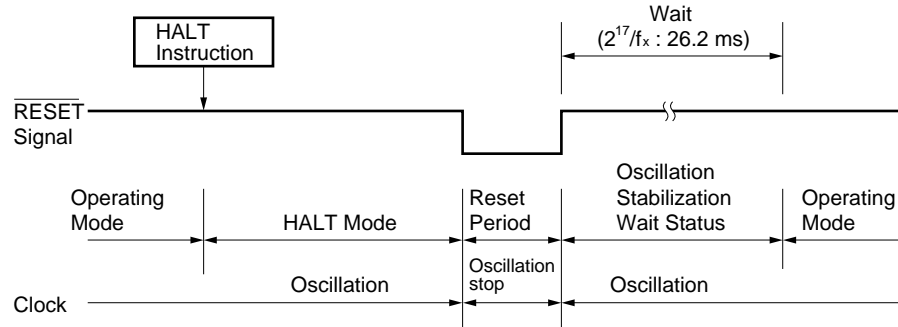 HALT
Instruction
Wait
(2¹⁷/fx : 26.2 ms)
RESET
Signal
Operating
Mode
HALT Mode
Reset
Period
Oscillation
Stabilization
Wait Status
Operating
Mode
Clock
Oscillation
Oscillation
stop
Oscillation